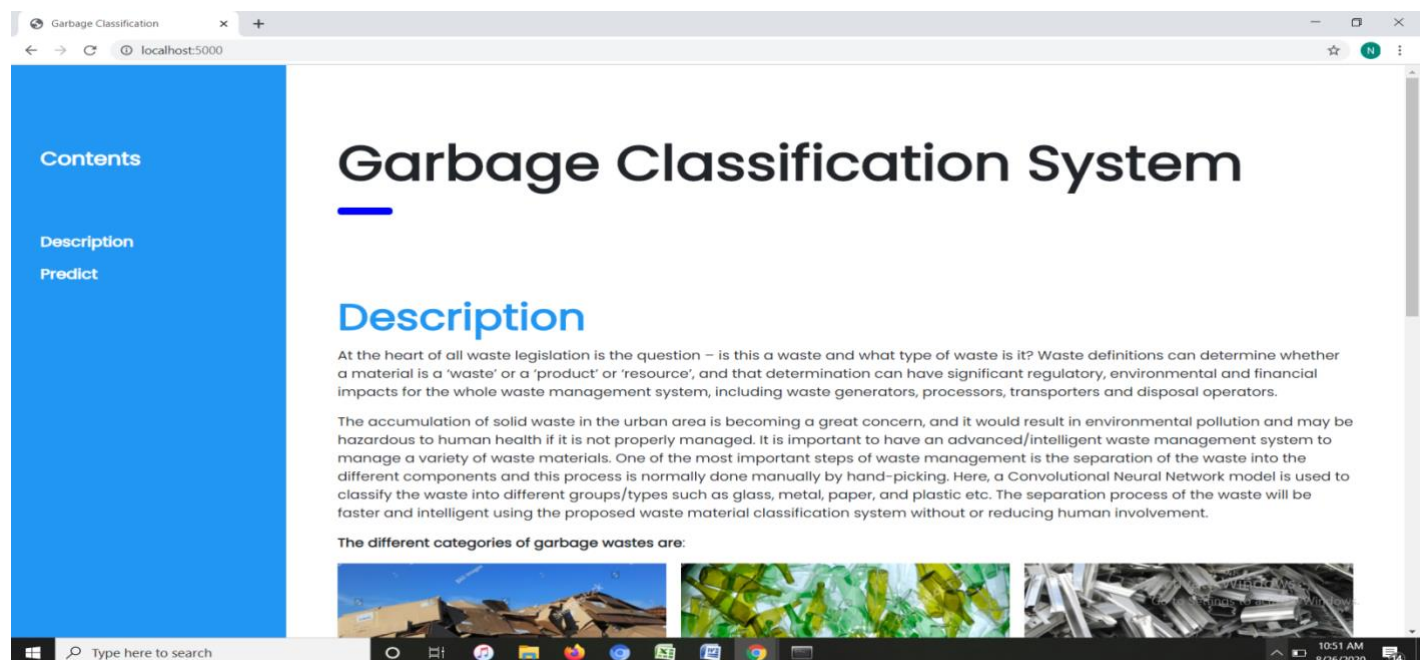 Garbage Classification
localhost:5000
N
Contents
Description
Predict
Garbage Classification System
Description
At the heart of all waste legislation is the question – is this a waste and what type of waste is it? Waste definitions can determine whether
a material is a ‘waste’ or a ‘product’ or ‘resource’, and that determination can have significant regulatory, environmental and financial
impacts for the whole waste management system, including waste generators, processors, transporters and disposal operators.
The accumulation of solid waste in the urban area is becoming a great concern, and it would result in environmental pollution and may be
hazardous to human health if it is not properly managed. It is important to have an advanced/intelligent waste management system to
manage a variety of waste materials. One of the most important steps of waste management is the separation of the waste into the
different components and this process is normally done manually by hand-picking. Here, a Convolutional Neural Network model is used to
classify the waste into different groups/types such as glass, metal, paper, and plastic etc. The separation process of the waste will be
faster and intelligent using the proposed waste material classification system without or reducing human involvement.
The different categories of garbage wastes are:
Windows
to activate Windows.
Type here to search
10:51 AM
8/26/2020
14